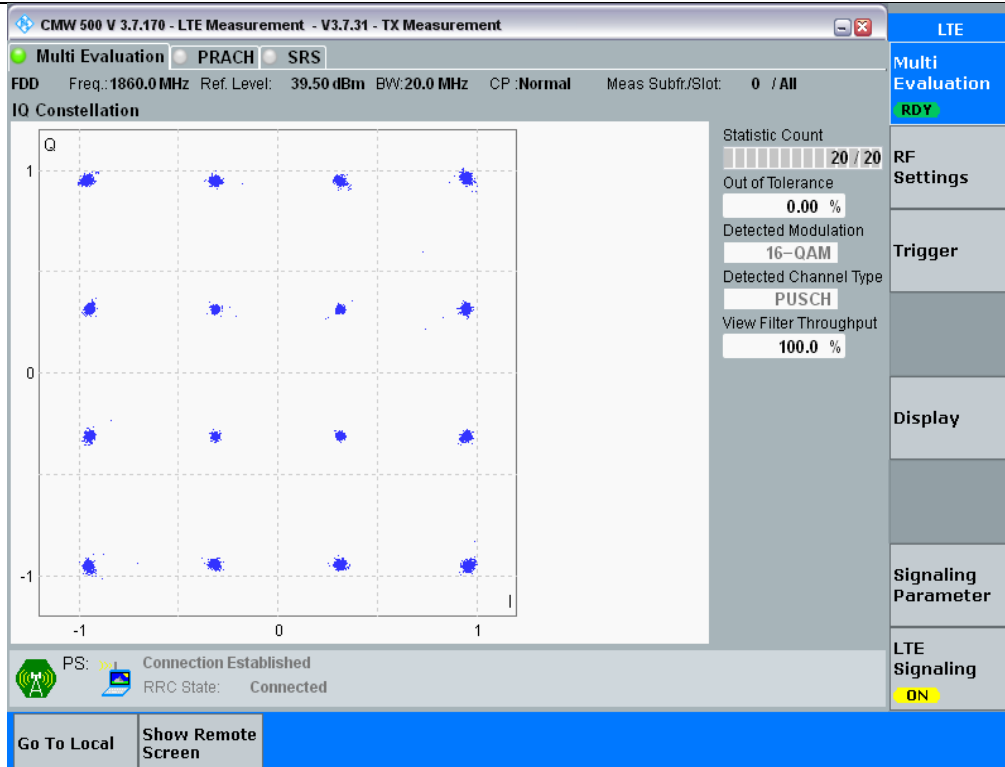 CMW 500 V 3.7.170 - LTE Measurement - V3.7.31 - TX Measurement
LTE
Multi Evaluation PRACH SRS
Multi
Evaluation
RDY
FDD Freq.:1860.0 MHz Ref. Level: 39.50 dBm BW:20.0 MHz CP :Normal Meas Subfr./Slot: 0 / All
IQ Constellation
Q
1
0
-1
-1 0 1
I
Statistic Count
20 / 20
Out of Tolerance
0.00 %
Detected Modulation
16-QAM
Detected Channel Type
PUSCH
View Filter Throughput
100.0 %
RF
Settings
Trigger
Display
Signaling
Parameter
LTE
Signaling
ON
PS: Connection Established
RRC State: Connected
Go To Local
Show Remote
Screen